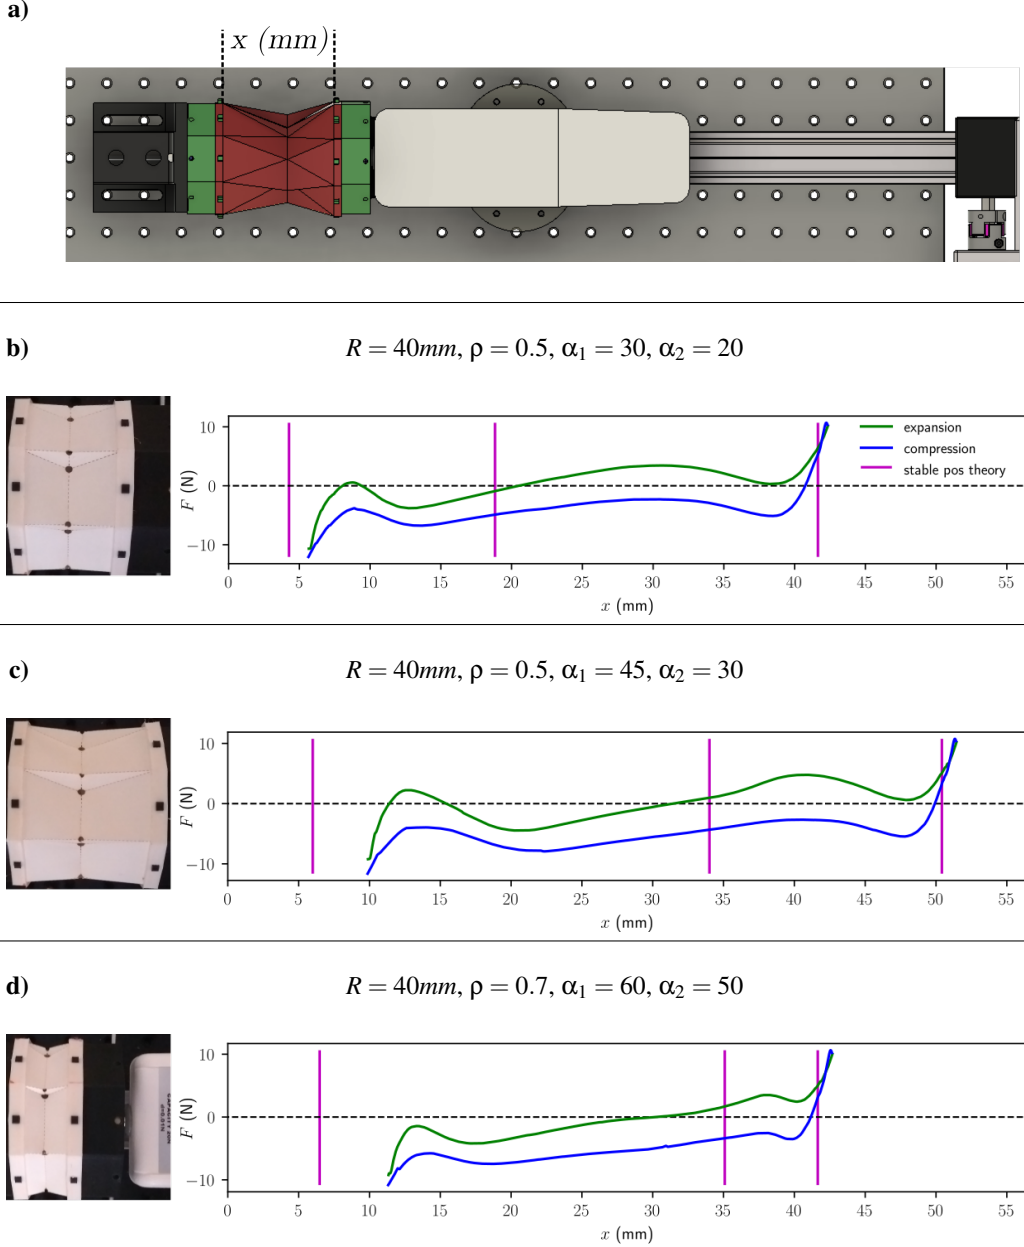 a)
x (mm)
b)
R = 40mm, ρ = 0.5, α1 = 30, α2 = 20
F (N)
10
0
−10
expansion
compression
stable pos theory
0 5 10 15 20 25 30 35 40 45 50 55
x (mm)
c)
R = 40mm, ρ = 0.5, α1 = 45, α2 = 30
F (N)
10
0
−10
0 5 10 15 20 25 30 35 40 45 50 55
x (mm)
d)
R = 40mm, ρ = 0.7, α1 = 60, α2 = 50
F (N)
10
0
−10
0 5 10 15 20 25 30 35 40 45 50 55
x (mm)